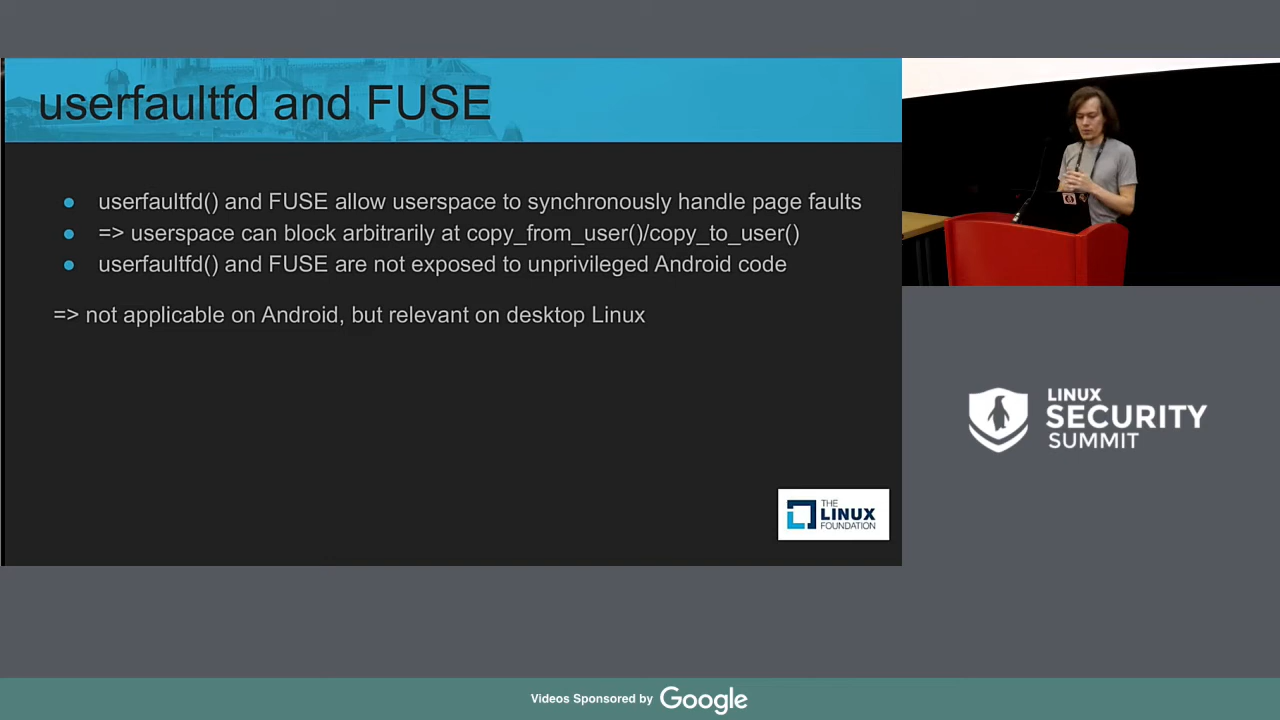 userfaultfd and FUSE
userfaultfd() and FUSE allow userspace to synchronously handle page faults
=> userspace can block arbitrarily at copy_from_user()/copy_to_user()
userfaultfd() and FUSE are not exposed to unprivileged Android code
=> not applicable on Android, but relevant on desktop Linux
THE
LINUX
FOUNDATION
LINUX
SECURITY
SUMMIT
Videos Sponsored by Google